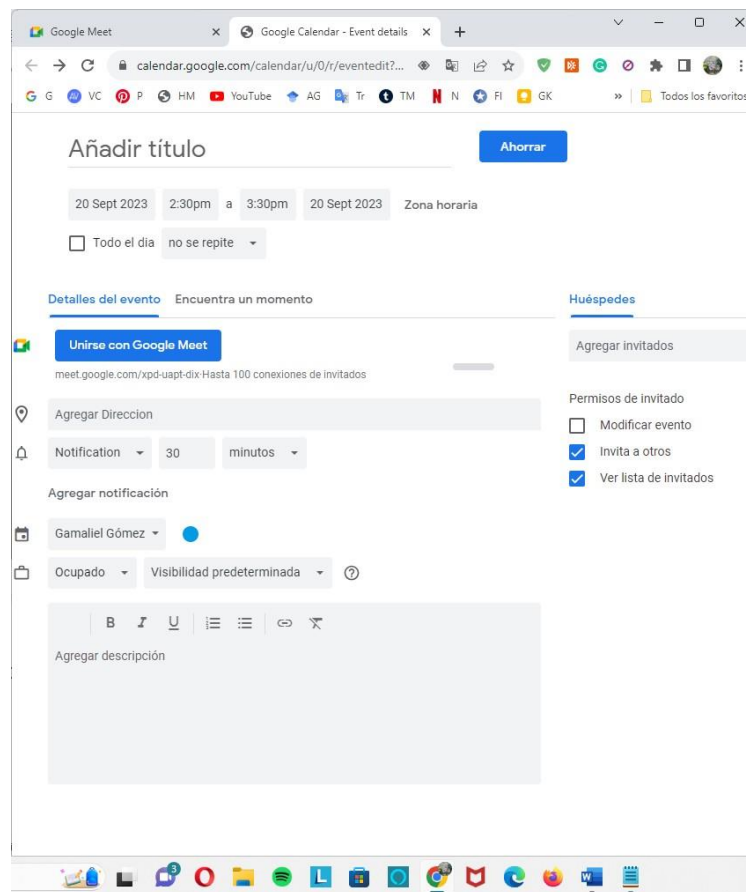 Google Meet
Google Calendar - Event details
calendar.google.com/calendar/u/0/r/eventedit?...
G VC P HM YouTube AG Tr TM N FI GK » Todos los favoritos
Añadir título
Ahorrar
20 Sept 2023 2:30pm a 3:30pm 20 Sept 2023 Zona horaria
Todo el dia no se repite
Detalles del evento Encuentra un momento
Huéspedes
Unirse con Google Meet
Agregar invitados
meet.google.com/xpd-uapt-dix·Hasta 100 conexiones de invitados
Permisos de invitado
Agregar Direccion
Modificar evento
Notification 30 minutos
Invita a otros
Ver lista de invitados
Agregar notificación
Gamaliel Gómez
Ocupado Visibilidad predeterminada
B I U
Agregar descripción
3